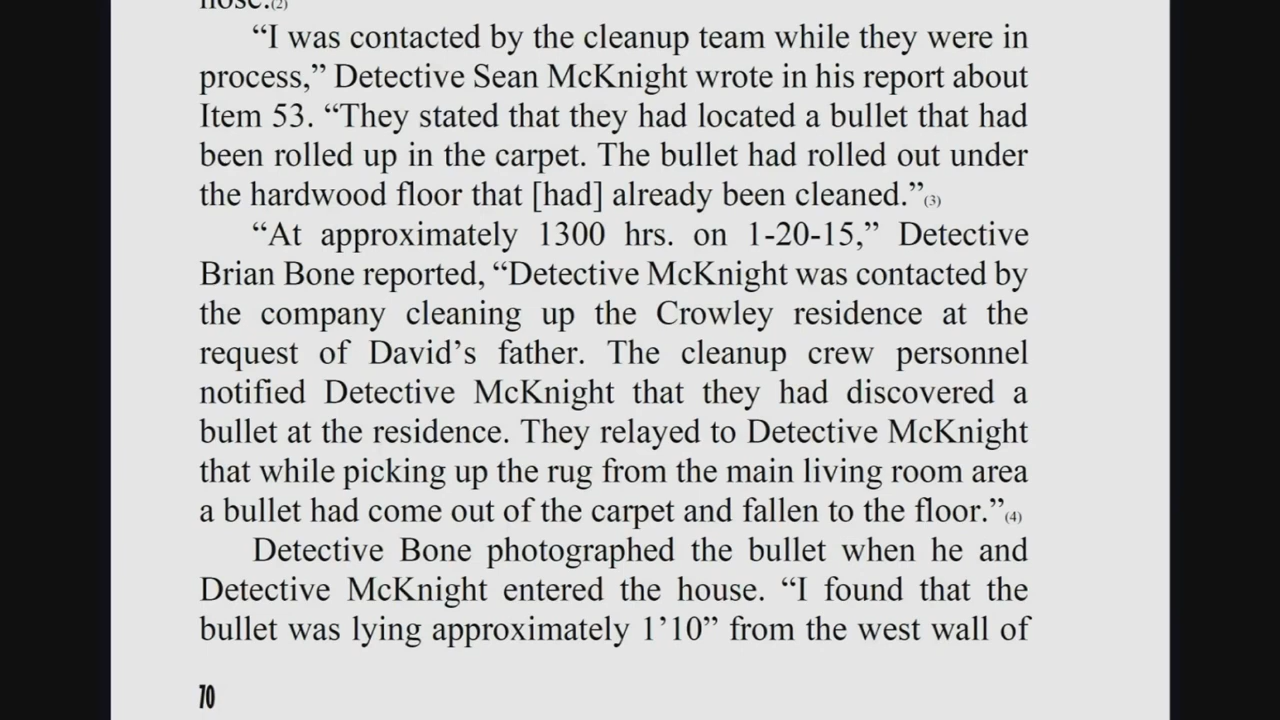 nose.(2)
“I was contacted by the cleanup team while they were in
process,” Detective Sean McKnight wrote in his report about
Item 53. “They stated that they had located a bullet that had
been rolled up in the carpet. The bullet had rolled out under
the hardwood floor that [had] already been cleaned.”(3)
“At approximately 1300 hrs. on 1-20-15,” Detective
Brian Bone reported, “Detective McKnight was contacted by
the company cleaning up the Crowley residence at the
request of David’s father. The cleanup crew personnel
notified Detective McKnight that they had discovered a
bullet at the residence. They relayed to Detective McKnight
that while picking up the rug from the main living room area
a bullet had come out of the carpet and fallen to the floor.”(4)
Detective Bone photographed the bullet when he and
Detective McKnight entered the house. “I found that the
bullet was lying approximately 1’10” from the west wall of
70